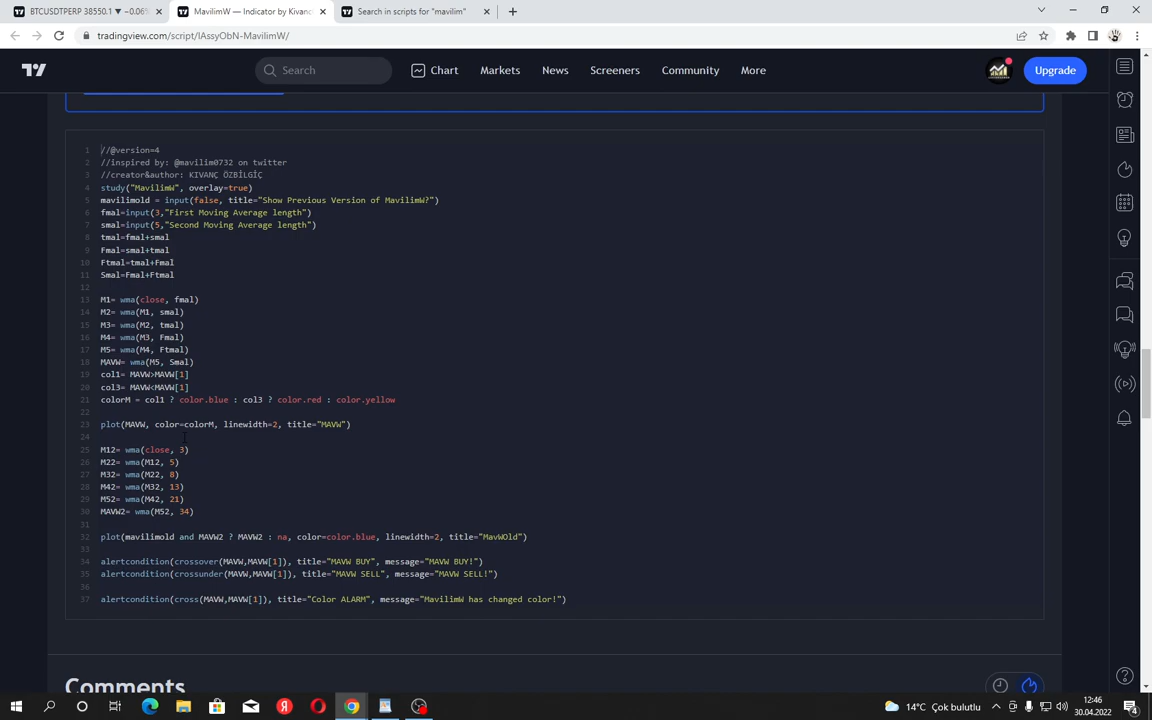 BTCUSDTPERP 38550.1 ▼ −0.06%
MavilimW — Indicator by Kıvanç
Search in scripts for "mavilim"
tradingview.com/script/IAssyObN-MavilimW/
Search
Chart
Markets
News
Screeners
Community
More
Upgrade
1 //@version=4
2 //inspired by: @mavilim0732 on twitter
3 //creator&author: KIVANÇ ÖZBİLGİÇ
4 study("MavilimW", overlay=true)
5 mavilimold = input(false, title="Show Previous Version of MavilimW?")
6 fmal=input(3,"First Moving Average length")
7 smal=input(5,"Second Moving Average length")
8 tmal=fmal+smal
9 Fmal=smal+tmal
10 Ftmal=tmal+Fmal
11 Smal=Fmal+Ftmal
12
13 M1= wma(close, fmal)
14 M2= wma(M1, smal)
15 M3= wma(M2, tmal)
16 M4= wma(M3, Fmal)
17 M5= wma(M4, Ftmal)
18 MAVW= wma(M5, Smal)
19 col1= MAVW>MAVW[1]
20 col3= MAVW<MAVW[1]
21 colorM = col1 ? color.blue : col3 ? color.red : color.yellow
22
23 plot(MAVW, color=colorM, linewidth=2, title="MAVW")
24
25 M12= wma(close, 3)
26 M22= wma(M12, 5)
27 M32= wma(M22, 8)
28 M42= wma(M32, 13)
29 M52= wma(M42, 21)
30 MAVW2= wma(M52, 34)
31
32 plot(mavilimold and MAVW2 ? MAVW2 : na, color=color.blue, linewidth=2, title="MavWOld")
33
34 alertcondition(crossover(MAVW,MAVW[1]), title="MAVW BUY", message="MAVW BUY!")
35 alertcondition(crossunder(MAVW,MAVW[1]), title="MAVW SELL", message="MAVW SELL!")
36
37 alertcondition(cross(MAVW,MAVW[1]), title="Color ALARM", message="MavilimW has changed color!")
Comments
14°C Çok bulutlu
12:46
30.04.2022
4